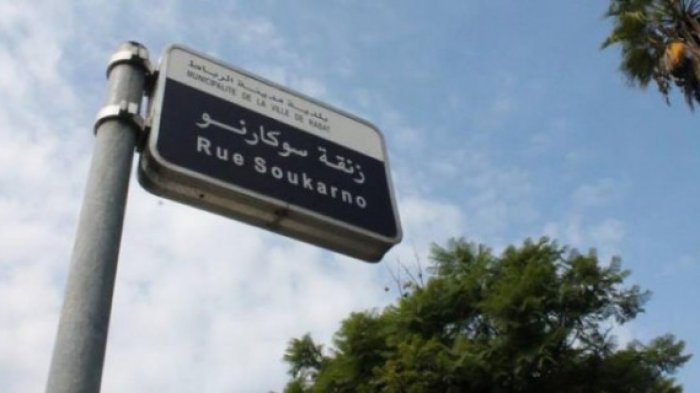 بلدية مدينة الرباط
MUNICIPALITE DE LA VILLE DE RABAT
زنقة سوكارنو
Rue Soukarno